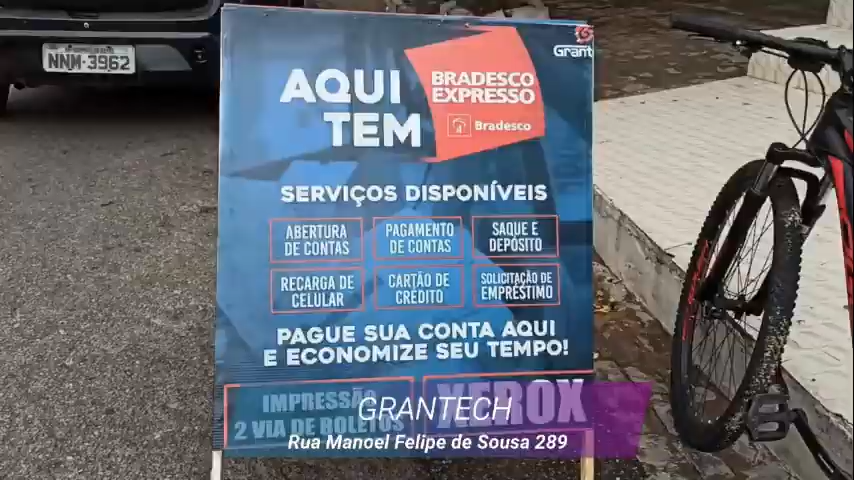 NNM-3962
Grant
AQUI
TEM
BRADESCO
EXPRESSO
Bradesco
SERVIÇOS DISPONÍVEIS
ABERTURA
DE CONTAS
PAGAMENTO
DE CONTAS
SAQUE E
DEPÓSITO
RECARGA DE
CELULAR
CARTÃO DE
CRÉDITO
SOLICITAÇÃO DE
EMPRÉSTIMO
PAGUE SUA CONTA AQUI
E ECONOMIZE SEU TEMPO!
IMPRESSÃO
2 VIA DE BOLETOS
XEROX
GRANTECH
Rua Manoel Felipe de Sousa 289